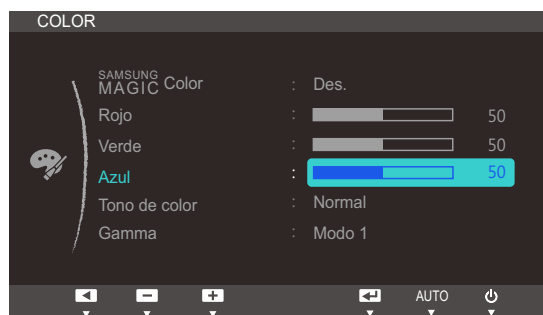 COLOR
SAMSUNG MAGIC Color : Des.
Rojo : 50
Verde : 50
Azul : 50
Tono de color : Normal
Gamma : Modo 1
AUTO